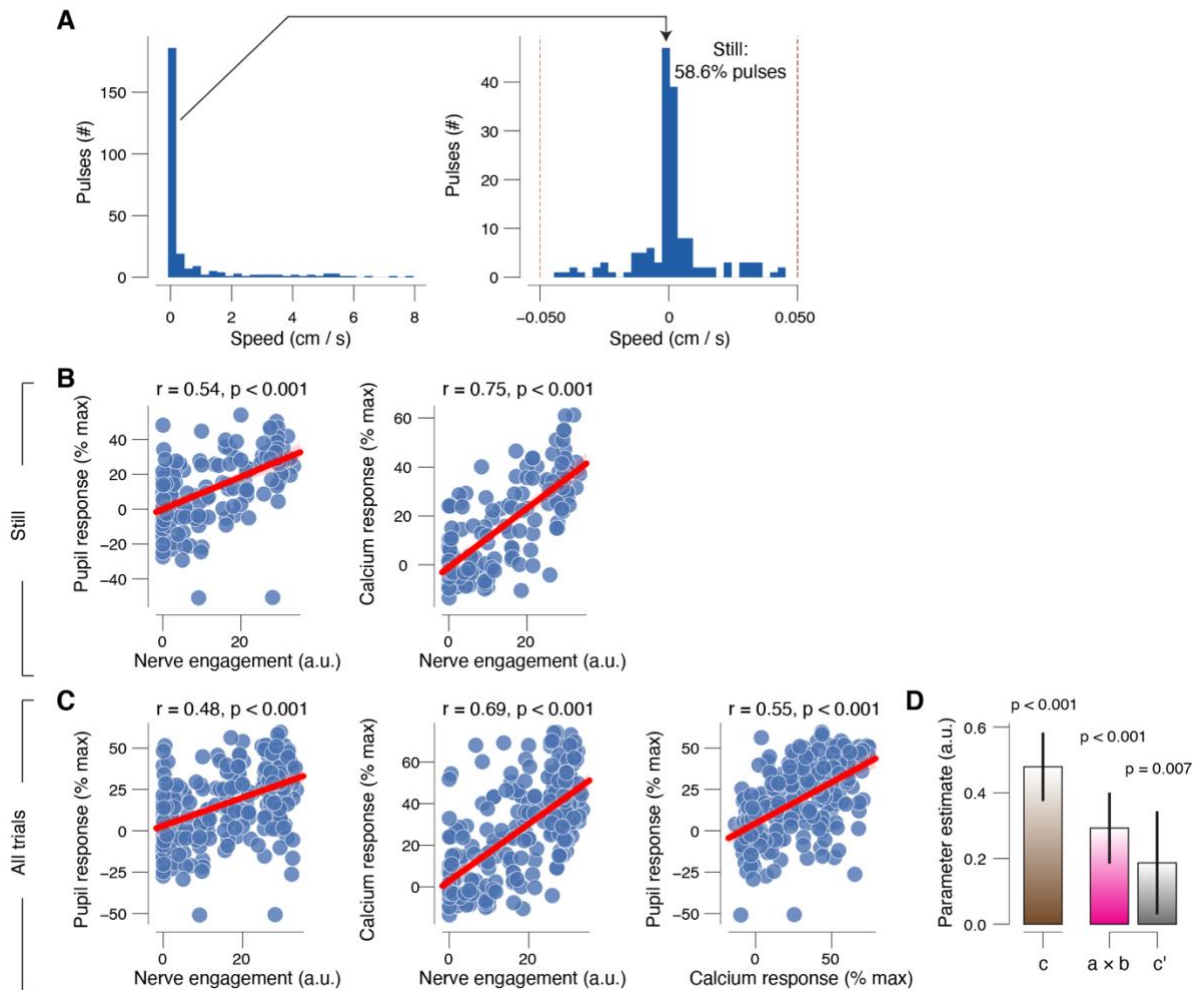 A
Still:
58.6% pulses
Pulses (#)
150
100
50
0
0 2 4 6 8
Speed (cm / s)
Pulses (#)
40
30
20
10
0
−0.050 0 0.050
Speed (cm / s)
Still
B
r = 0.54, p < 0.001
Pupil response (% max)
40
20
0
−20
−40
0 20
Nerve engagement (a.u.)
r = 0.75, p < 0.001
Calcium response (% max)
60
40
20
0
0 20
Nerve engagement (a.u.)
All trials
C
r = 0.48, p < 0.001
Pupil response (% max)
50
25
0
−25
−50
0 20
Nerve engagement (a.u.)
r = 0.69, p < 0.001
Calcium response (% max)
60
40
20
0
0 20
Nerve engagement (a.u.)
r = 0.55, p < 0.001
Pupil response (% max)
50
25
0
−25
−50
0 50
Calcium response (% max)
D
p < 0.001
p < 0.001
p = 0.007
Parameter estimate (a.u.)
0.6
0.4
0.2
0.0
c a × b c'